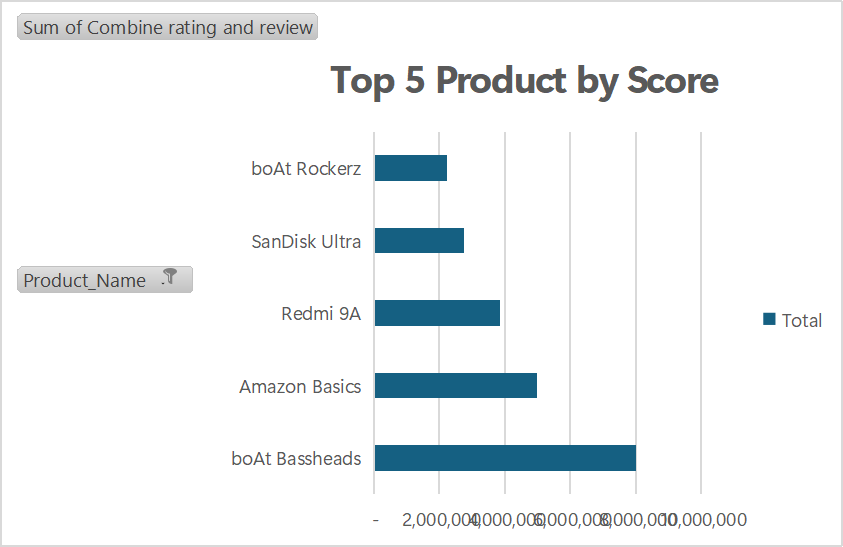 Sum of Combine rating and review
Top 5 Product by Score
boAt Rockerz
SanDisk Ultra
Product_Name
Redmi 9A
Total
Amazon Basics
boAt Bassheads
- 2,000,000 4,000,000 6,000,000 8,000,000 10,000,000